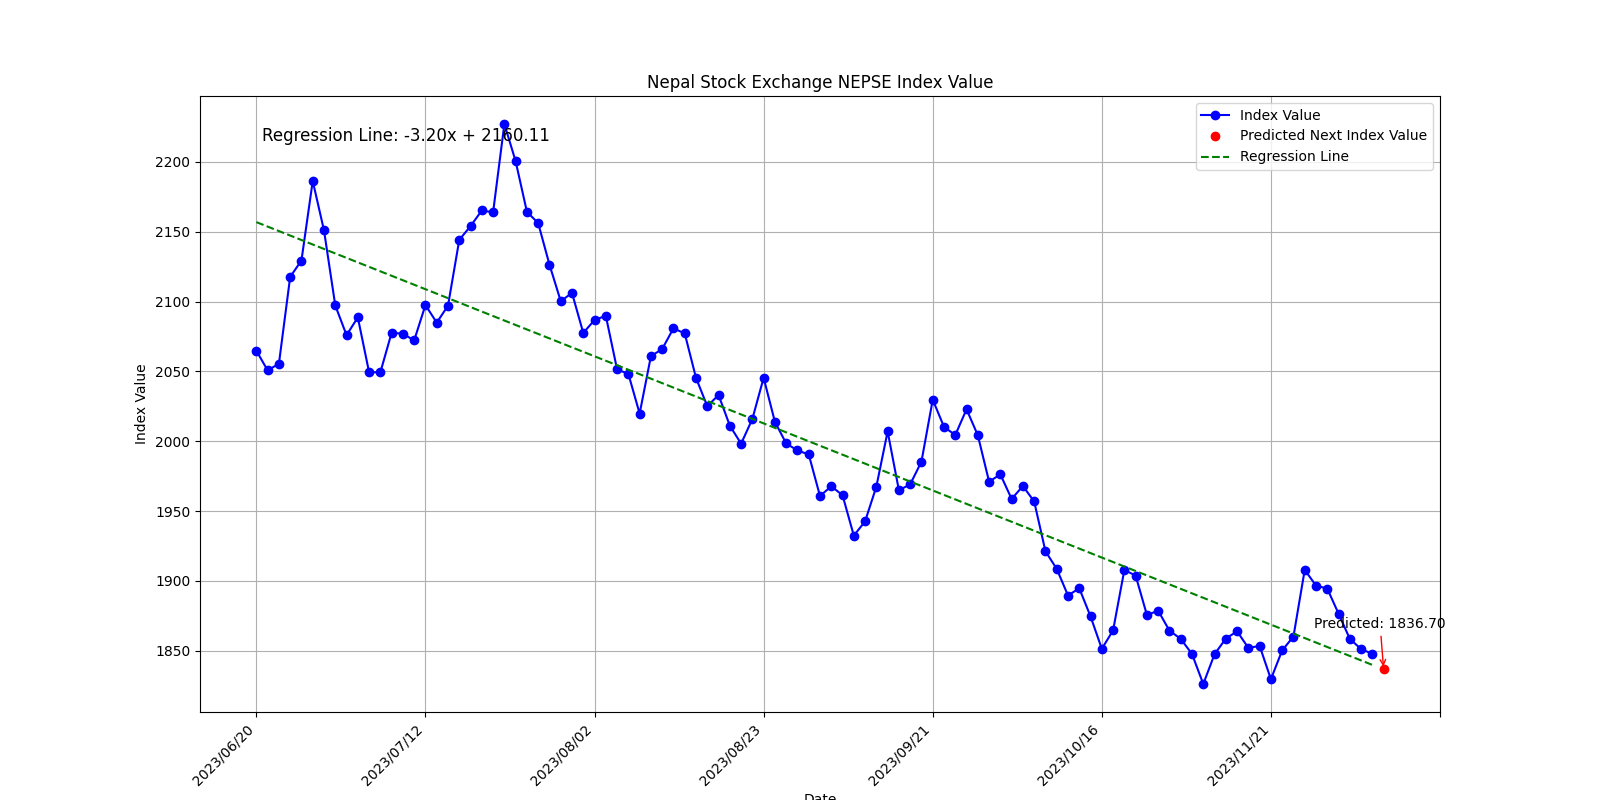 Nepal Stock Exchange NEPSE Index Value
Regression Line: -3.20x + 2160.11
Index Value
Predicted Next Index Value
Regression Line
2200
2150
2100
2050
2000
1950
1900
1850
Index Value
Predicted: 1836.70
2023/06/20
2023/07/12
2023/08/02
2023/08/23
2023/09/21
2023/10/16
2023/11/21
Date